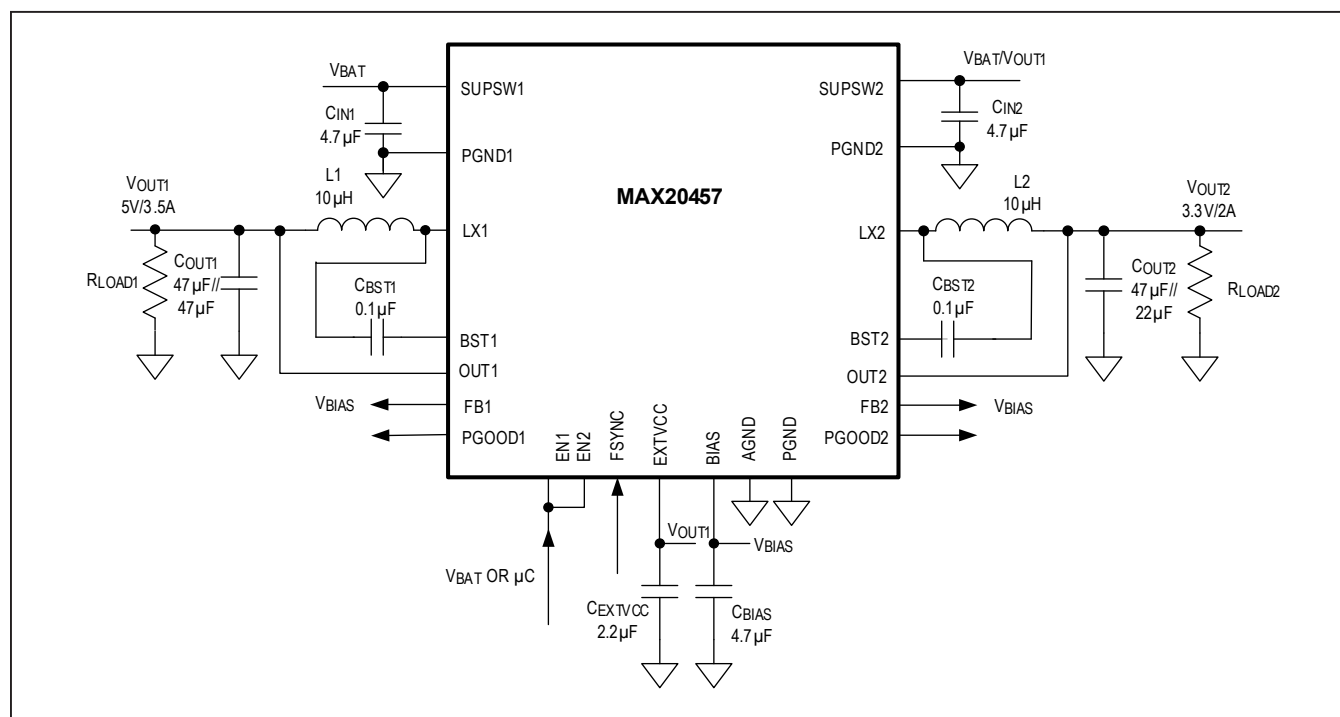 VBAT
SUPSW1
CIN1
4.7µF
PGND1
L1
10µH
VOUT1
5V/3.5A
LX1
RLOAD1
COUT1
47µF//
47µF
CBST1
0.1µF
BST1
OUT1
VBIAS
FB1
PGOOD1
MAX20457
VBAT/VOUT1
SUPSW2
CIN2
4.7µF
PGND2
L2
10µH
VOUT2
3.3V/2A
LX2
CBST2
0.1µF
COUT2
47µF//
22µF
RLOAD2
BST2
OUT2
FB2
VBIAS
PGOOD2
EN1
EN2
FSYNC
EXTVCC
BIAS
AGND
PGND
VOUT1
VBIAS
VBAT OR µC
CEXTVCC
2.2µF
CBIAS
4.7µF